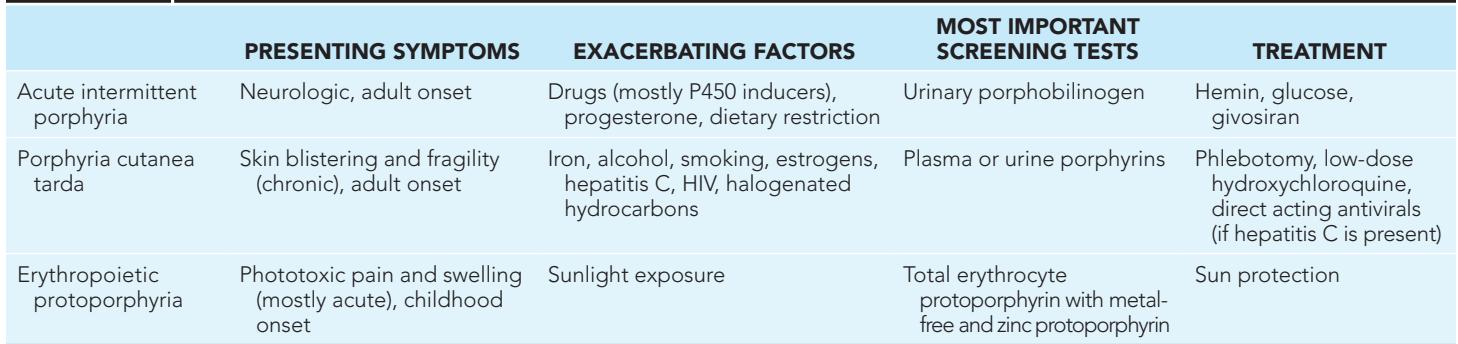 PRESENTING SYMPTOMS EXACERBATING FACTORS MOST IMPORTANT SCREENING TESTS TREATMENT
Acute intermittent Neurologic, adult onset Drugs (mostly P450 inducers), Urinary porphobilinogen Hemin, glucose,
porphyria progesterone, dietary restriction givosiran
Porphyria cutanea Skin blistering and fragility Iron, alcohol, smoking, estrogens, Plasma or urine porphyrins Phlebotomy, low-dose
tarda (chronic), adult onset hepatitis C, HIV, halogenated hydroxychloroquine,
hydrocarbons direct acting antivirals
(if hepatitis C is present)
Erythropoietic Phototoxic pain and swelling Sunlight exposure Total erythrocyte Sun protection
protoporphyria (mostly acute), childhood protoporphyrin with metal-
onset free and zinc protoporphyrin